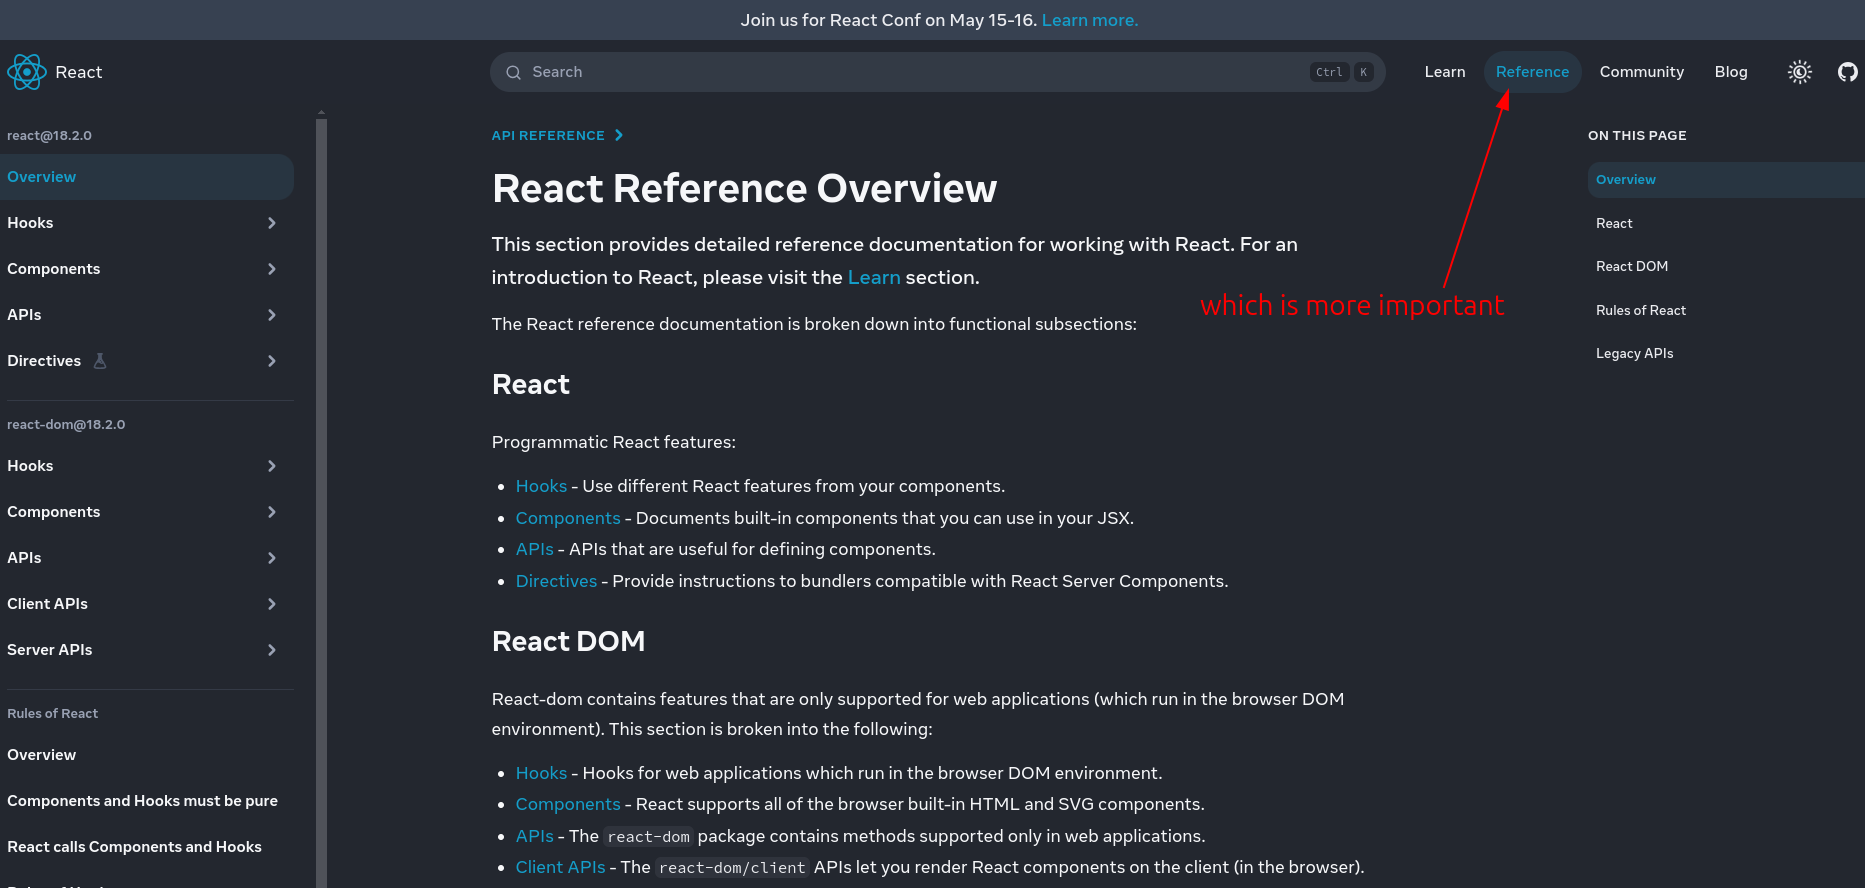 Join us for React Conf on May 15-16. Learn more.
React
Search
Ctrl K
Learn
Reference
Community
Blog
react@18.2.0
Overview
Hooks
Components
APIs
Directives
react-dom@18.2.0
Hooks
Components
APIs
Client APIs
Server APIs
Rules of React
Overview
Components and Hooks must be pure
React calls Components and Hooks
API REFERENCE
React Reference Overview
This section provides detailed reference documentation for working with React. For an
introduction to React, please visit the Learn section.
The React reference documentation is broken down into functional subsections:
which is more important
React
Programmatic React features:
• Hooks - Use different React features from your components.
• Components - Documents built-in components that you can use in your JSX.
• APIs - APIs that are useful for defining components.
• Directives - Provide instructions to bundlers compatible with React Server Components.
React DOM
React-dom contains features that are only supported for web applications (which run in the browser DOM
environment). This section is broken into the following:
• Hooks - Hooks for web applications which run in the browser DOM environment.
• Components - React supports all of the browser built-in HTML and SVG components.
• APIs - The react-dom package contains methods supported only in web applications.
• Client APIs - The react-dom/client APIs let you render React components on the client (in the browser).
ON THIS PAGE
Overview
React
React DOM
Rules of React
Legacy APIs